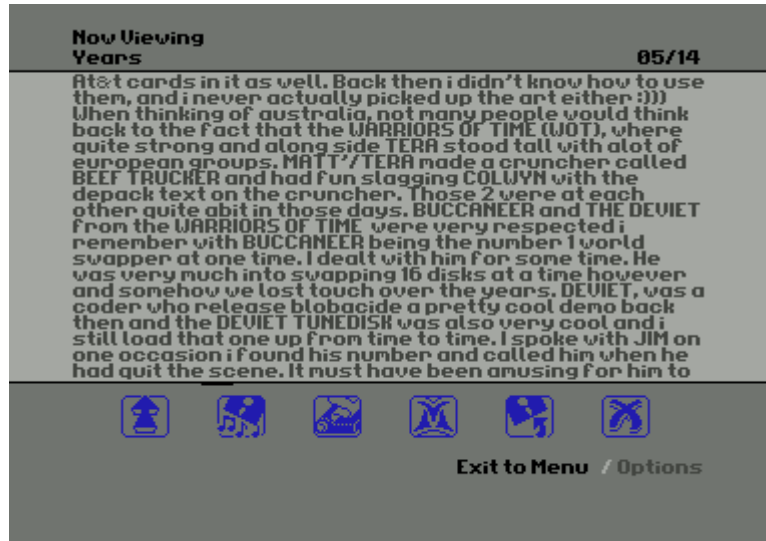 Now Viewing
Years 05/14
At&t cards in it as well. Back then i didn't know how to use
them, and i never actually picked up the art either :)))
When thinking of australia, not many people would think
back to the fact that the WARRIORS OF TIME (WOT), where
quite strong and along side TERA stood tall with alot of
european groups. MATT'/TERA made a cruncher called
BEEF TRUCKER and had fun slagging COLWYN with the
depack text on the cruncher. Those 2 were at each
other quite abit in those days. BUCCANEER and THE DEVIET
from the WARRIORS OF TIME were very respected i
remember with BUCCANEER being the number 1 world
swapper at one time. I dealt with him for some time. He
was very much into swapping 16 disks at a time however
and somehow we lost touch over the years. DEVIET, was a
coder who release blobacide a pretty cool demo back
then and the DEVIET TUNEDISK was also very cool and i
still load that one up from time to time. I spoke with JIM on
one occasion i found his number and called him when he
had quit the scene. It must have been amusing for him to
Exit to Menu / Options